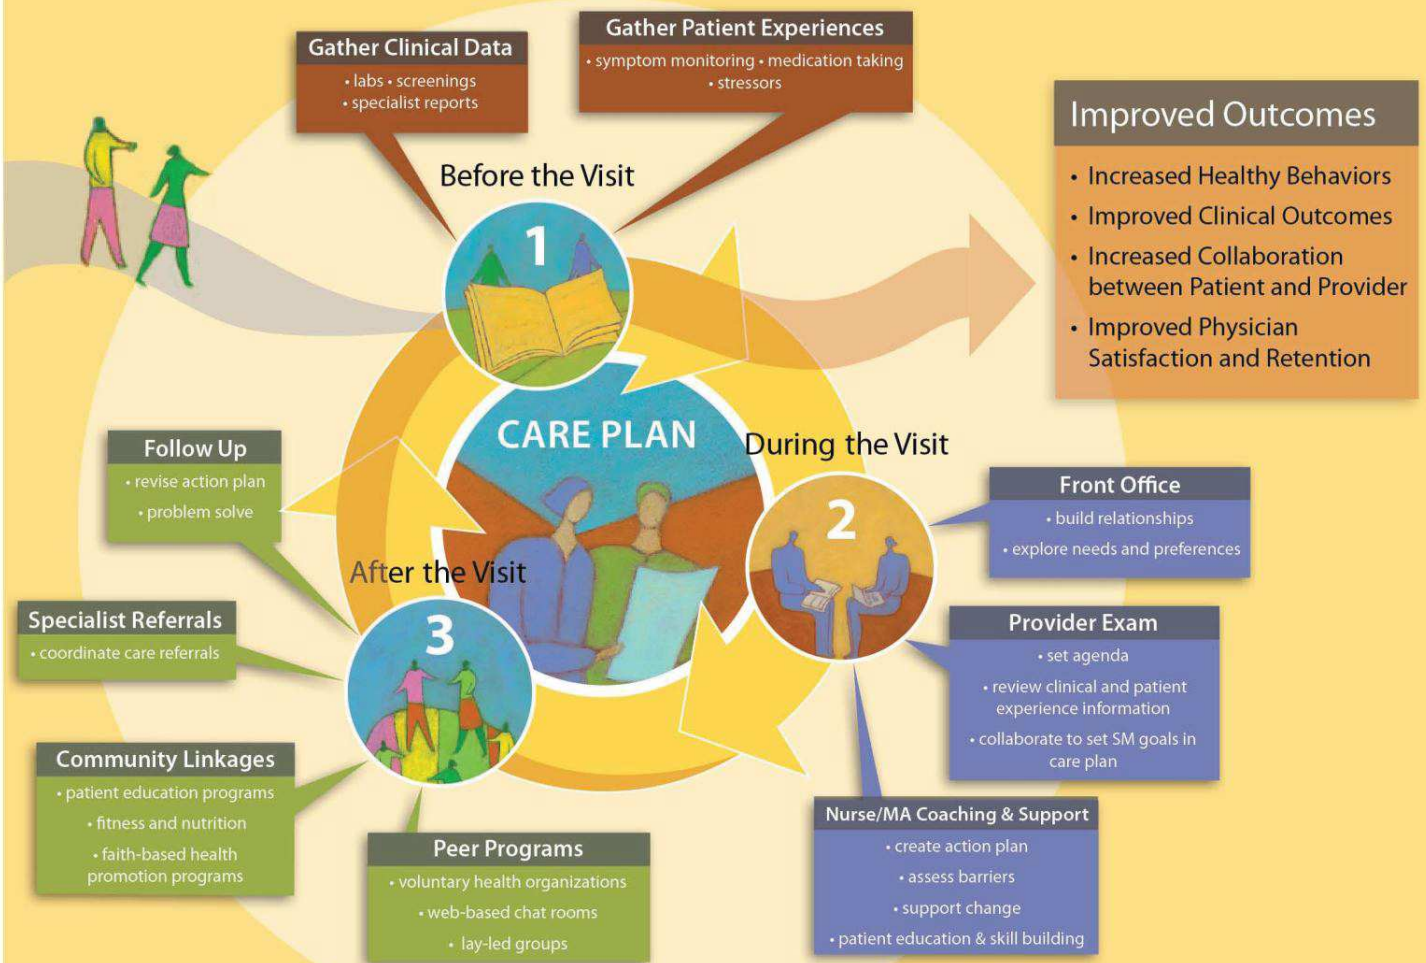 Gather Clinical Data
• labs • screenings
• specialist reports
Gather Patient Experiences
• symptom monitoring • medication taking
• stressors
Improved Outcomes
• Increased Healthy Behaviors
• Improved Clinical Outcomes
• Increased Collaboration
between Patient and Provider
• Improved Physician
Satisfaction and Retention
Before the Visit
1
CARE PLAN
During the Visit
2
Front Office
• build relationships
• explore needs and preferences
Provider Exam
• set agenda
• review clinical and patient
experience information
• collaborate to set SM goals in
care plan
Nurse/MA Coaching & Support
• create action plan
• assess barriers
• support change
• patient education & skill building
After the Visit
3
Follow Up
• revise action plan
• problem solve
Specialist Referrals
• coordinate care referrals
Community Linkages
• patient education programs
• fitness and nutrition
• faith-based health
promotion programs
Peer Programs
• voluntary health organizations
• web-based chat rooms
• lay-led groups